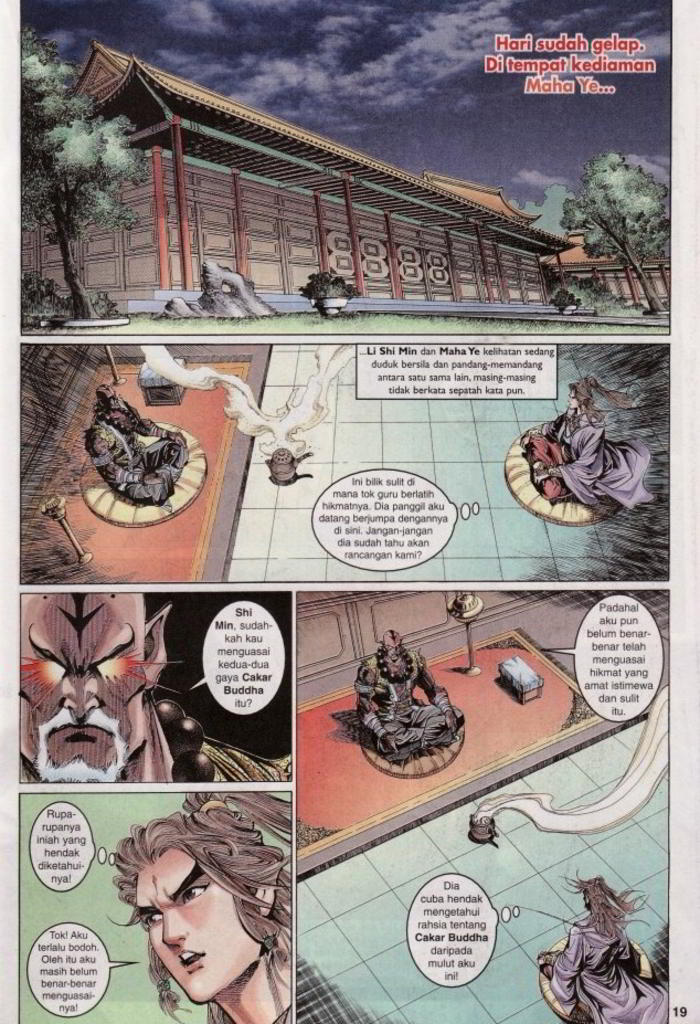 Hari sudah gelap.
Di tempat kediaman
Maha Ye...
...Li Shi Min dan Maha Ye kelihatan sedang
duduk bersila dan pandang-memandang
antara satu sama lain, masing-masing
tidak berkata sepatah kata pun.
Ini bilik sulit di
mana tok guru berlatih
hikmatnya. Dia panggil aku
datang berjumpa dengannya
di sini. Jangan-jangan
dia sudah tahu akan
rancangan kami?
Shi
Min, sudah-
kah kau
menguasai
kedua-dua
gaya Cakar
Buddha
itu?
Padahal
aku pun
belum benar-
benar telah
menguasai
hikmat yang
amat istimewa
dan sulit
itu.
Rupa-
rupanya
iniah yang
hendak
diketahui-
nya!
Tok! Aku
terlalu bodoh.
Oleh itu aku
masih belum
benar-benar
menguasai-
nya!
Dia
cuba hendak
mengetahui
rahsia tentang
Cakar Buddha
daripada
mulut aku
ini!
19